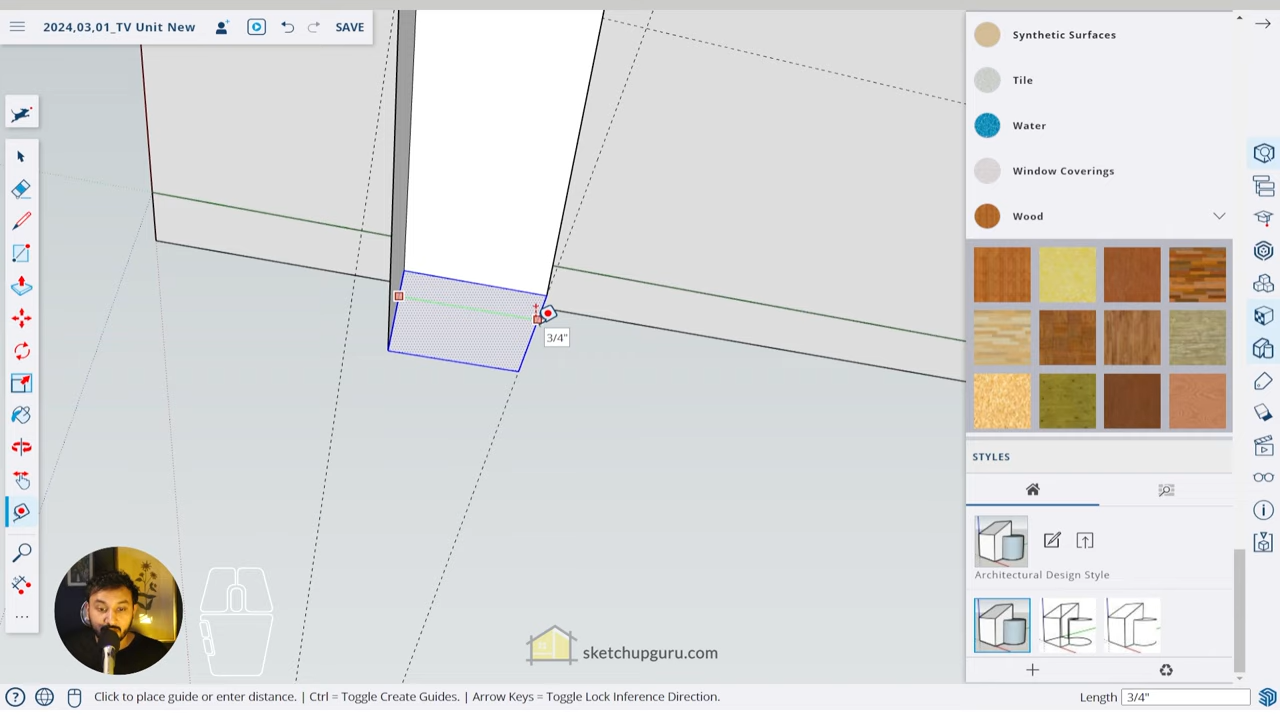 2024,03,01_TV Unit New
SAVE
Synthetic Surfaces
Tile
Water
Window Coverings
Wood
3/4"
STYLES
Architectural Design Style
sketchupguru.com
Click to place guide or enter distance. | Ctrl = Toggle Create Guides. | Arrow Keys = Toggle Lock Inference Direction.
Length 3/4"